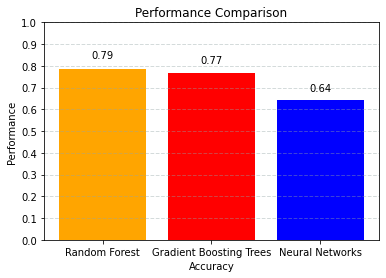 Performance Comparison
1.0
0.9
0.8
0.7
0.6
0.5
0.4
0.3
0.2
0.1
0.0
Performance
0.79
0.77
0.64
Random Forest
Gradient Boosting Trees
Neural Networks
Accuracy